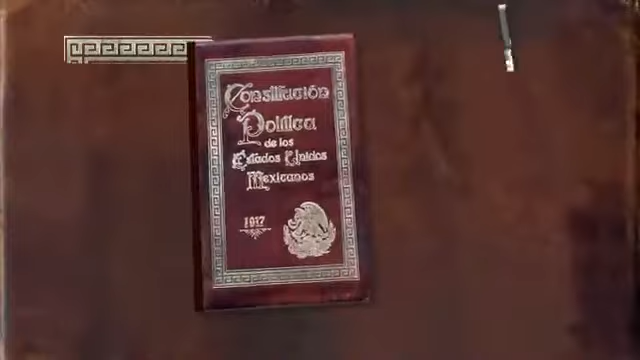 Constitución
Política
de los
Estados Unidos
Mexicanos
1917